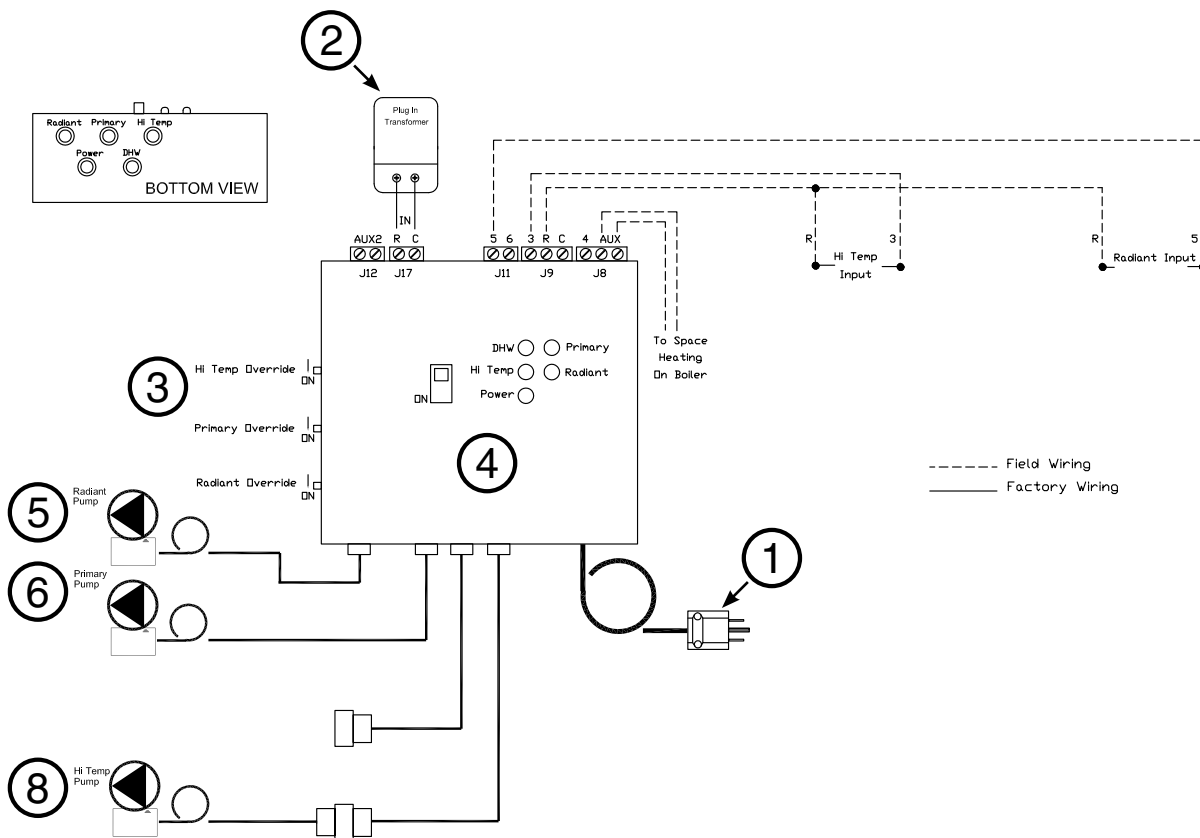 2
Plug In
Transformer
Radiant Primary Hi Temp
Power DHW
BOTTOM VIEW
IN
AUX2 R C 5 6 3 R C 4 AUX
J12 J17 J11 J9 J8
R 3 R 5
Hi Temp
Input
Radiant Input
To Space
Heating
On Boiler
DHW Primary
Hi Temp Radiant
Power
ON
3
Hi Temp Override
ON
Primary Override
ON
Radiant Override
ON
4
Field Wiring
Factory Wiring
5
Radiant
Pump
6
Primary
Pump
1
8
Hi Temp
Pump